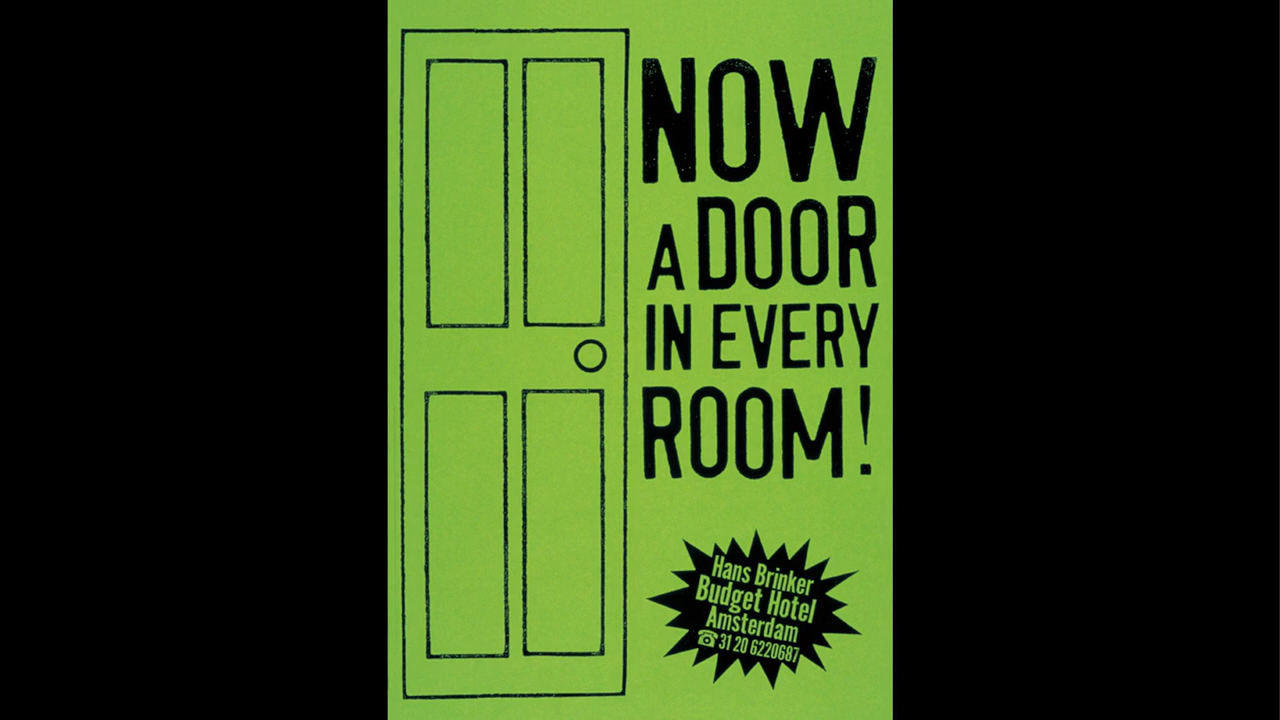 NOW
A DOOR
IN EVERY
ROOM!
Hans Brinker
Budget Hotel
Amsterdam
☎ 31 20 6220687